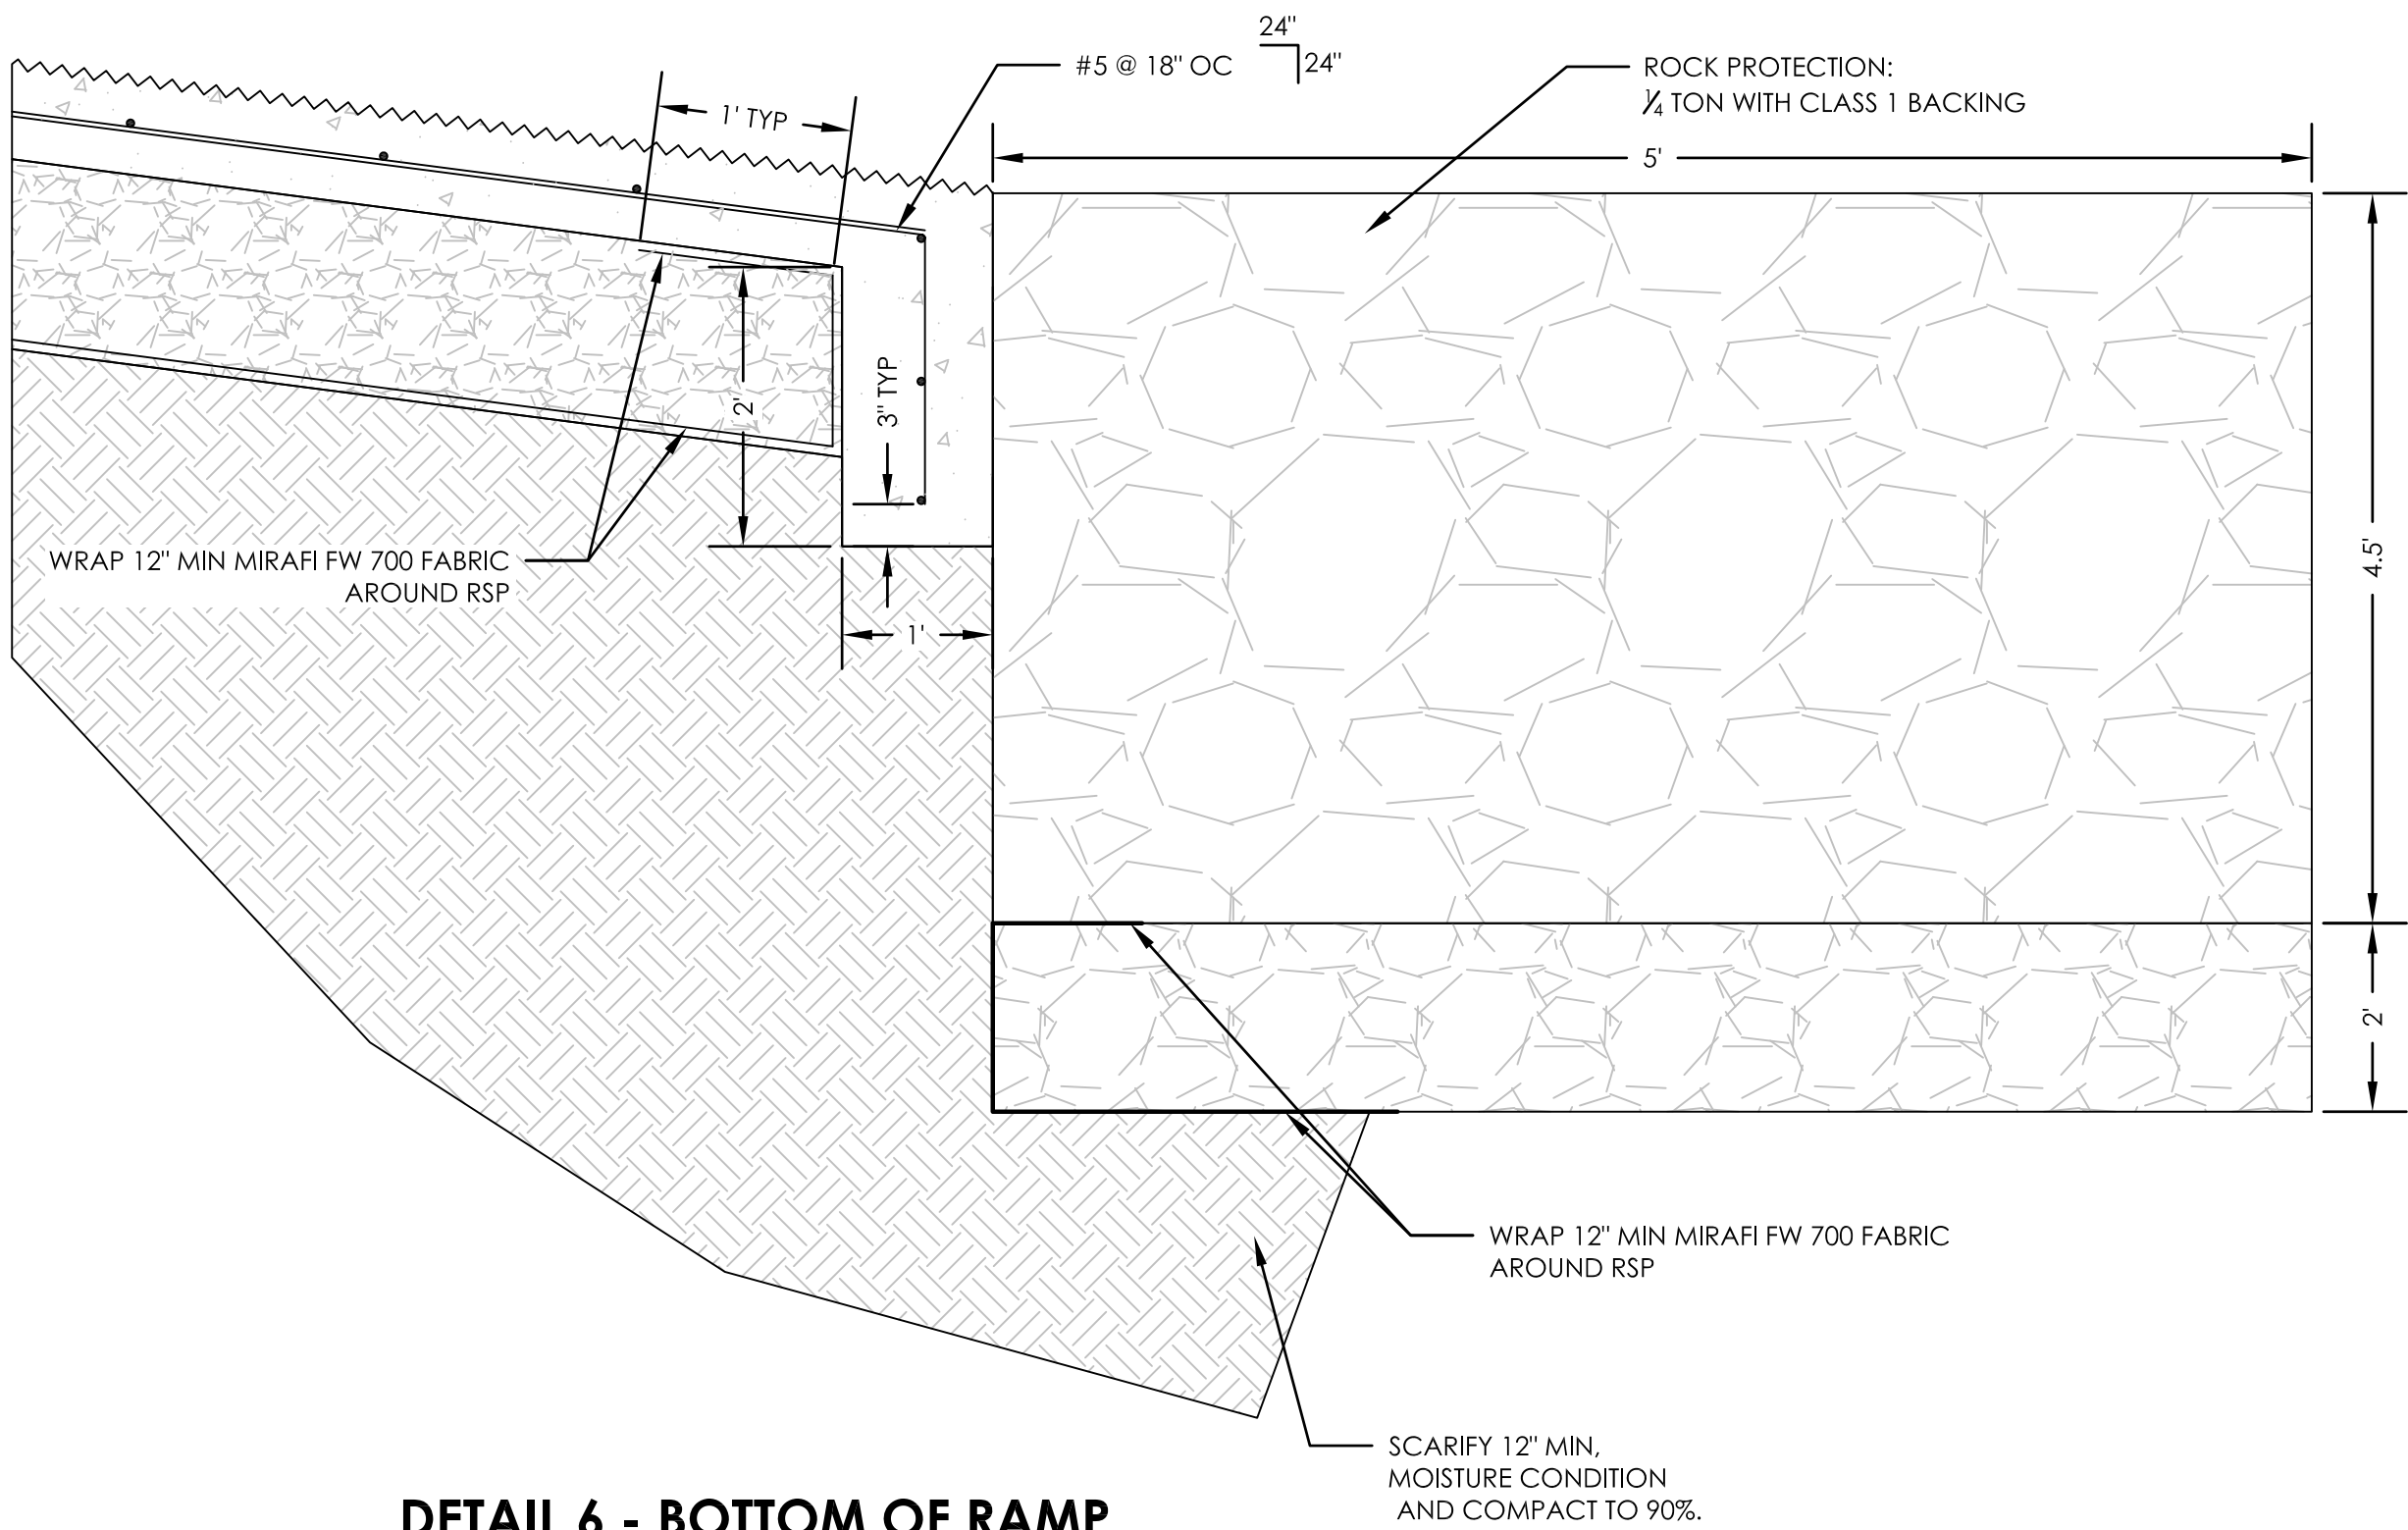 24"
#5 @ 18" OC
24"
ROCK PROTECTION:
¼ TON WITH CLASS 1 BACKING
1' TYP
5'
2'
3" TYP
4.5'
WRAP 12" MIN MIRAFI FW 700 FABRIC
AROUND RSP
1'
2'
WRAP 12" MIN MIRAFI FW 700 FABRIC
AROUND RSP
SCARIFY 12" MIN,
MOISTURE CONDITION
AND COMPACT TO 90%.
DETAIL 6 - BOTTOM OF RAMP